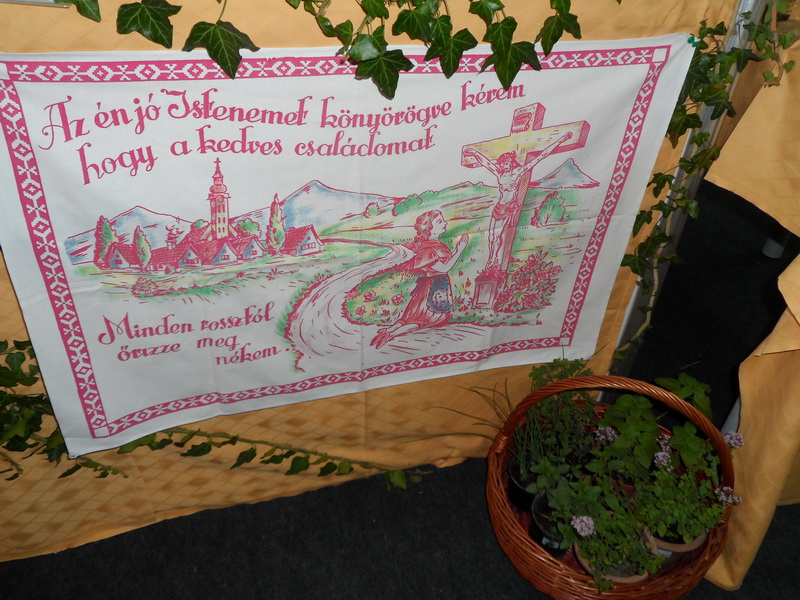 Az én jó Istenemet könyörögve kérem
hogy a kedves családomat
Minden rossztól
őrizze meg
nékem